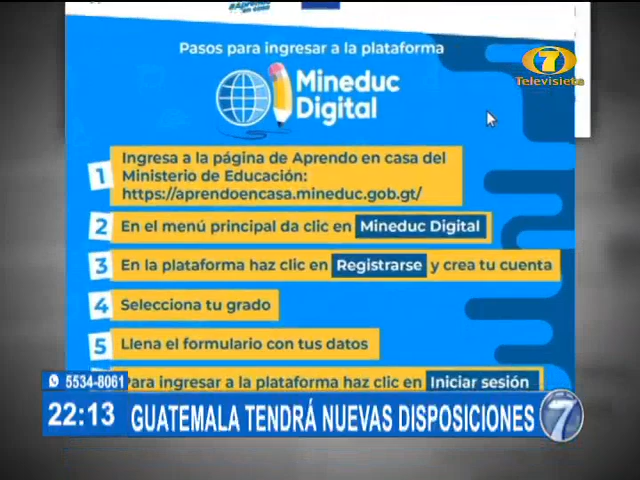 Pasos para ingresar a la plataforma
Mineduc
Digital
7
Televisiete
1
Ingresa a la página de Aprendo en casa del
Ministerio de Educación:
https://aprendoencasa.mineduc.gob.gt/
2 En el menú principal da clic en Mineduc Digital
3 En la plataforma haz clic en Registrarse y crea tu cuenta
4 Selecciona tu grado
5 Llena el formulario con tus datos
Para ingresar a la plataforma haz clic en Iniciar sesión
5534-8061
22:13 GUATEMALA TENDRÁ NUEVAS DISPOSICIONES 7